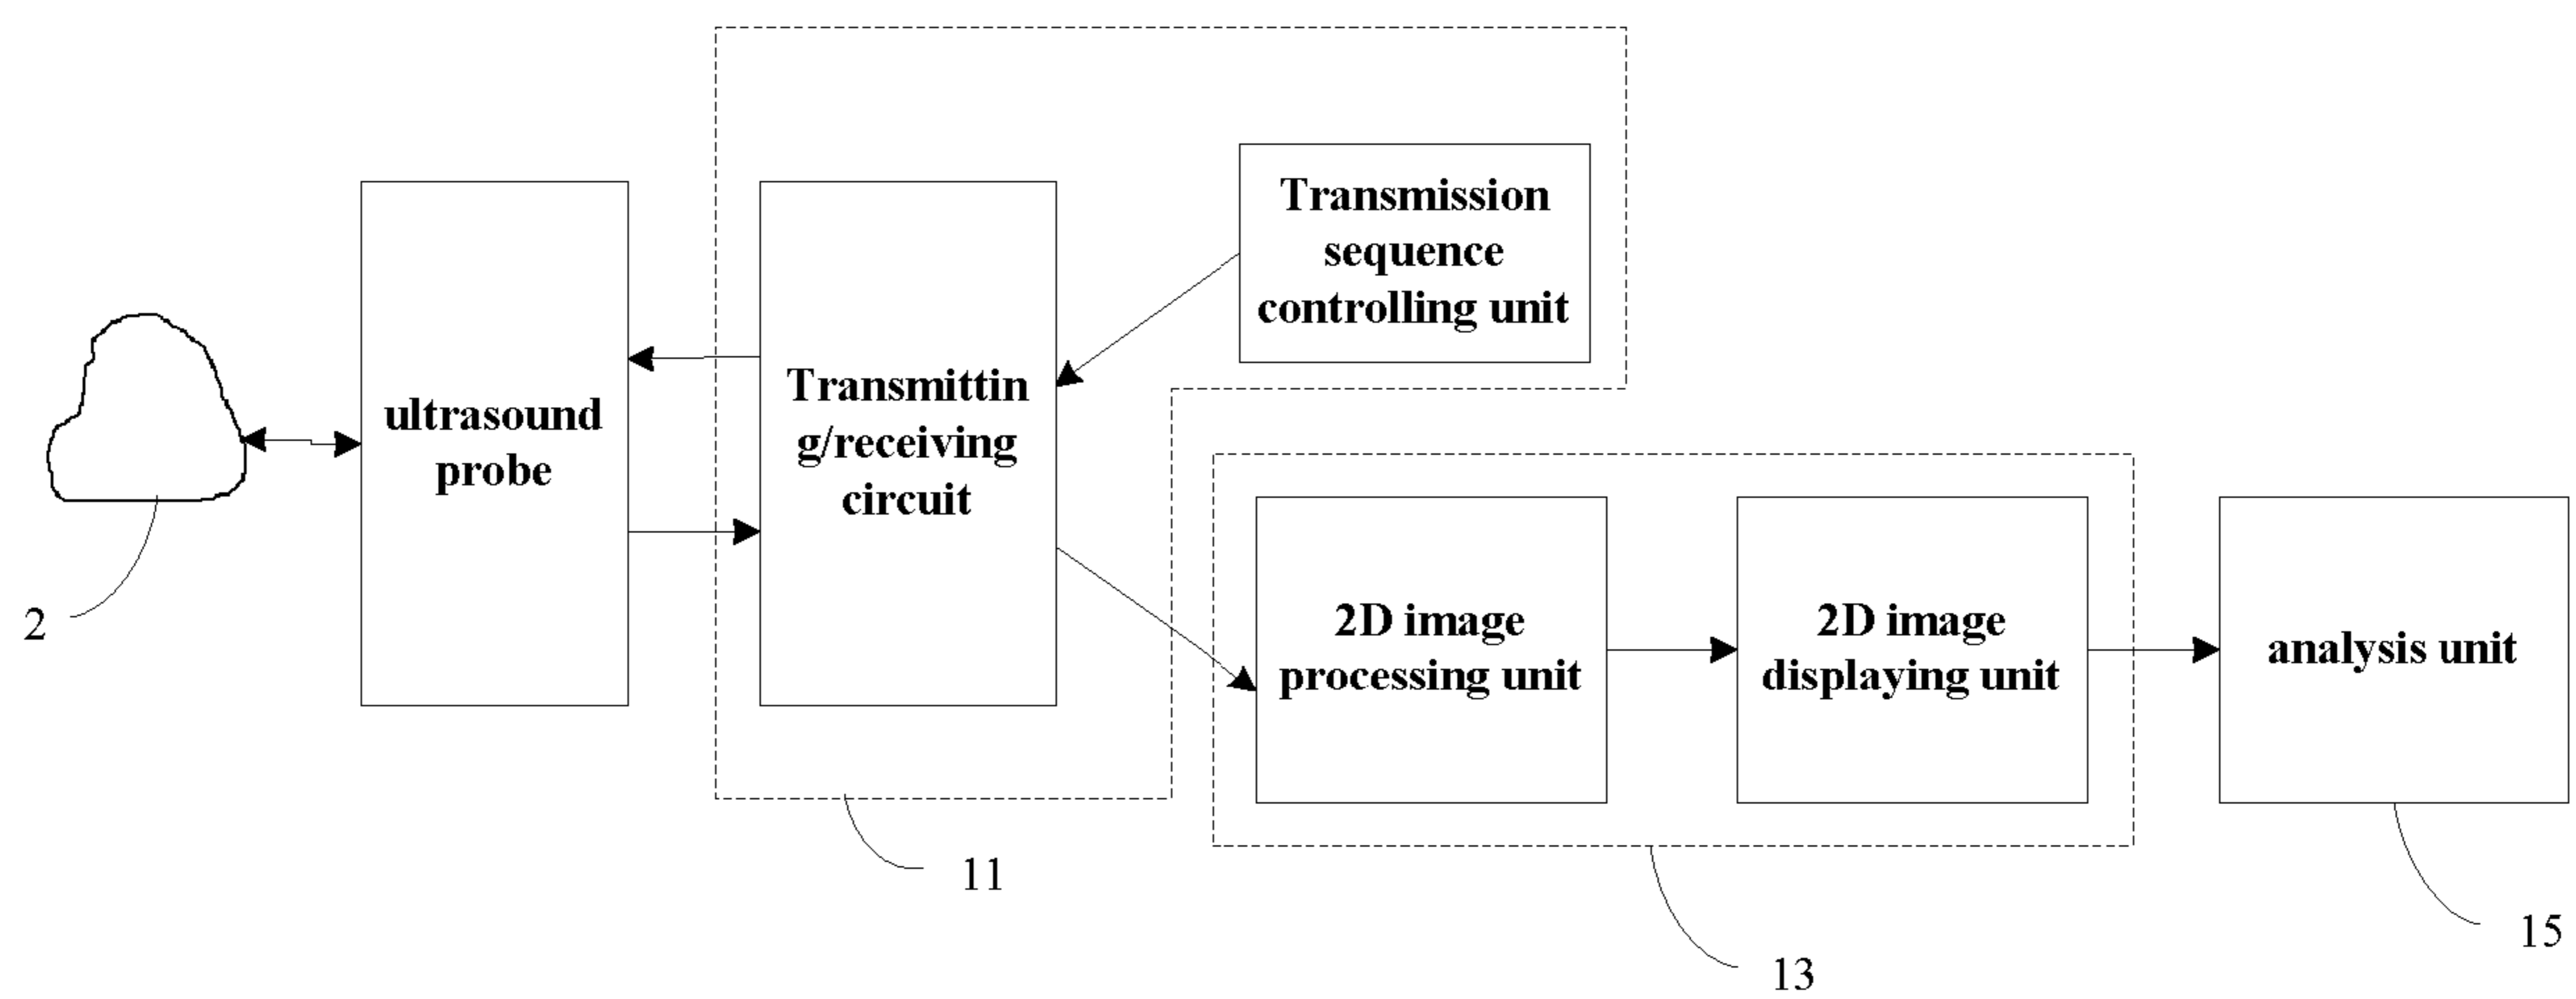 Transmission
sequence
controlling unit
ultrasound
probe
Transmittin
g/receiving
circuit
2
2D image
processing unit
2D image
displaying unit
analysis unit
11
13
15